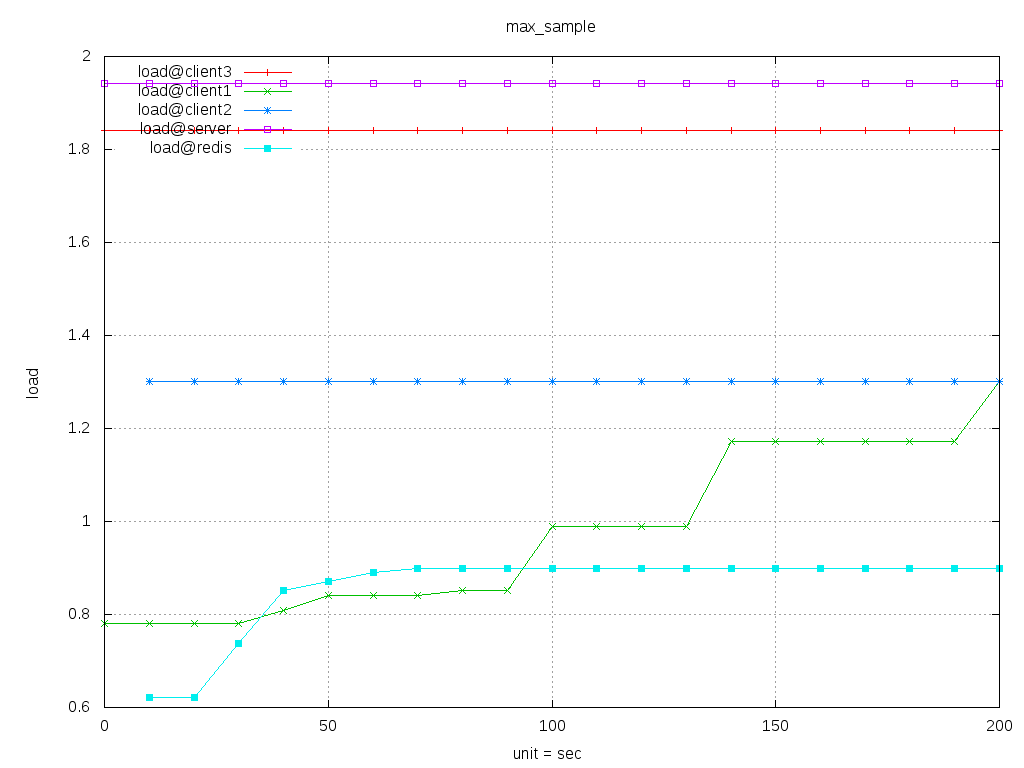 max_sample
2
load@client3
load@client1
load@client2
load@server
load@redis
1.8
1.6
1.4
1.2
1
0.8
0.6
load
0 50 100 150 200
unit = sec